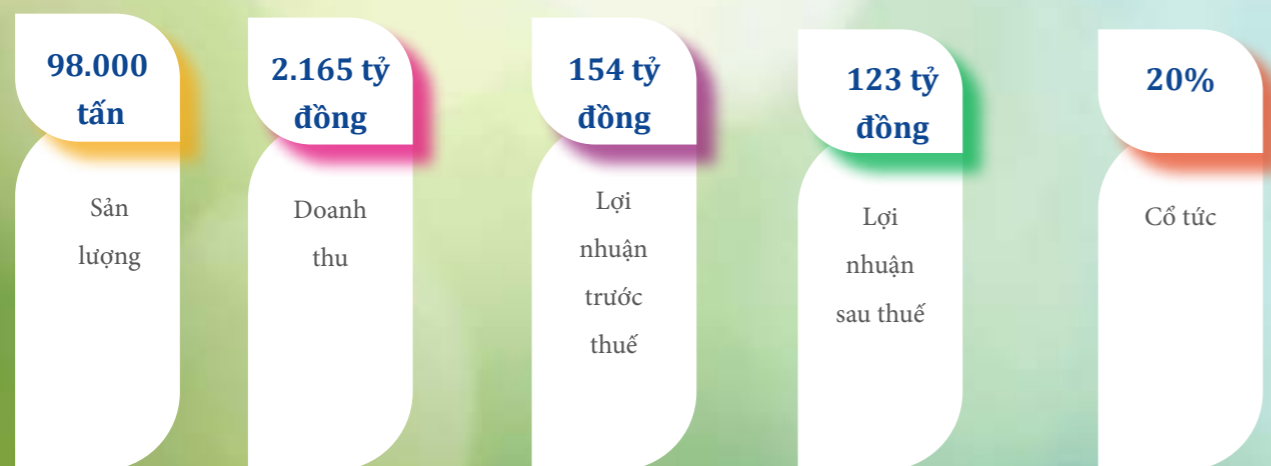 98.000
tấn
Sản
lượng
2.165 tỷ
đồng
Doanh
thu
154 tỷ
đồng
Lợi
nhuận
trước
thuế
123 tỷ
đồng
Lợi
nhuận
sau thuế
20%
Cổ tức